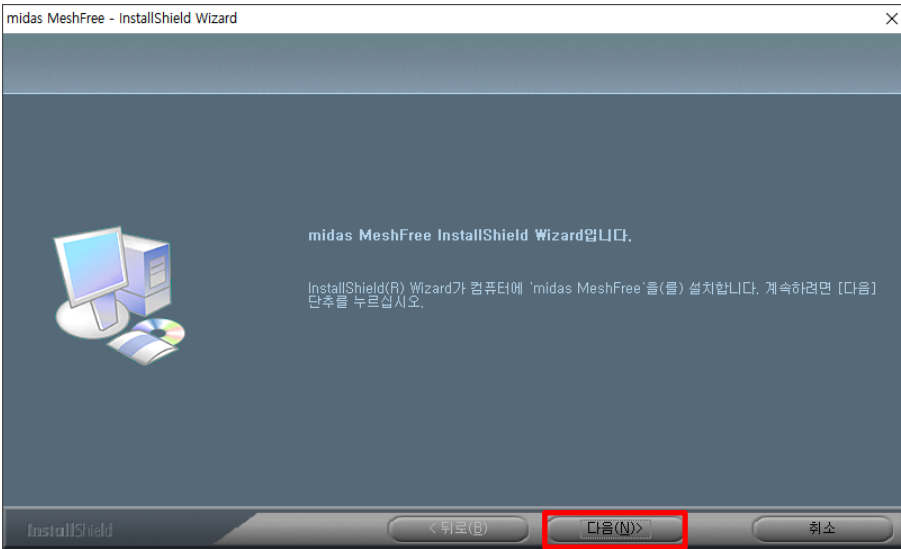 midas MeshFree - InstallShield Wizard
midas MeshFree InstallShield Wizard입니다.
InstallShield(R) Wizard가 컴퓨터에 'midas MeshFree'을(를) 설치합니다. 계속하려면 [다음]
단추를 누르십시오.
InstallShield
< 뒤로(B)
다음(N)>
취소